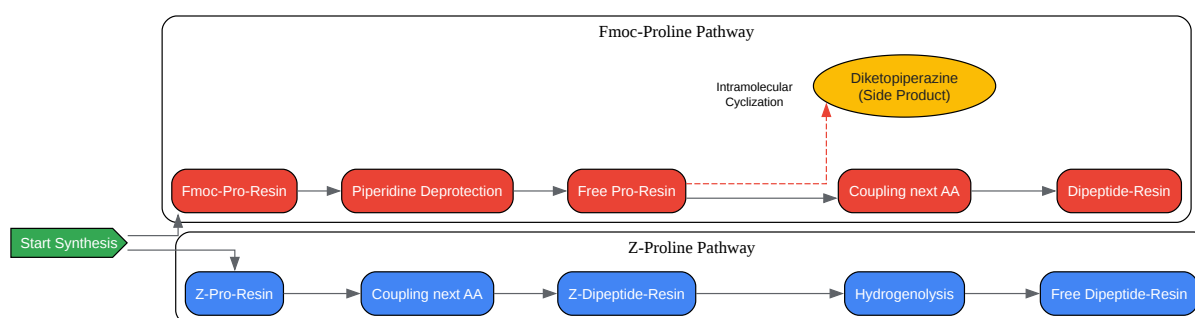 Fmoc-Proline Pathway
Intramolecular
Cyclization
Diketopiperazine
(Side Product)
Fmoc-Pro-Resin
Piperidine Deprotection
Free Pro-Resin
Coupling next AA
Dipeptide-Resin
Start Synthesis
Z-Proline Pathway
Z-Pro-Resin
Coupling next AA
Z-Dipeptide-Resin
Hydrogenolysis
Free Dipeptide-Resin